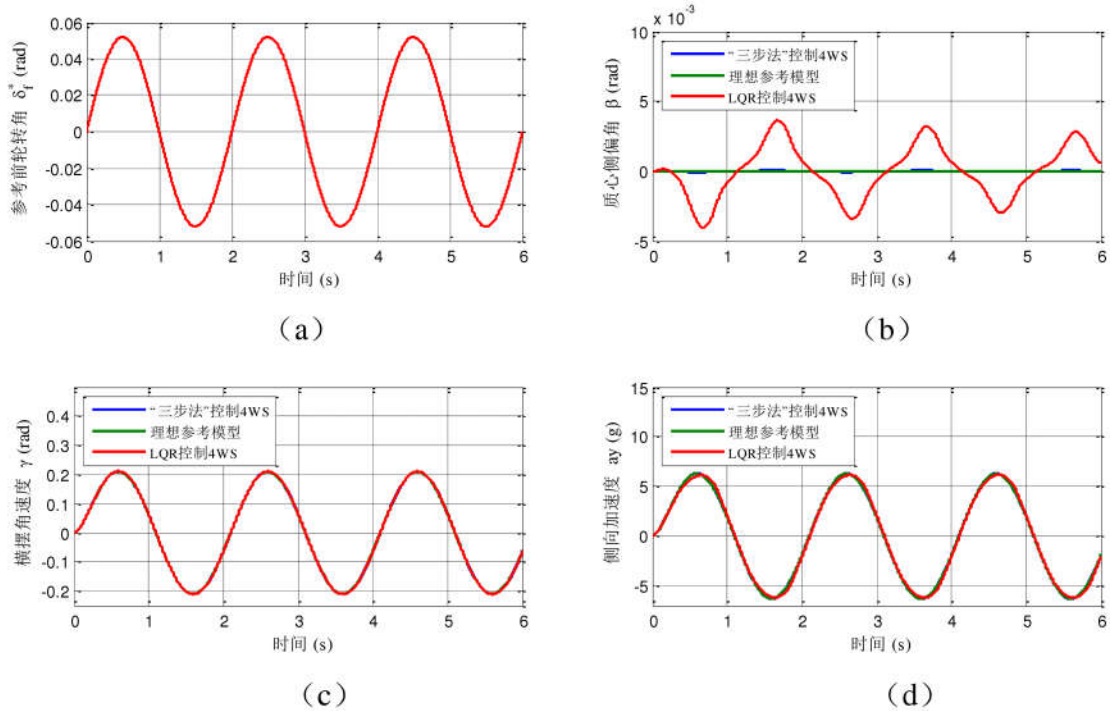 参考前轮转角 δf* (rad)
0.06
0.04
0.02
0
-0.02
-0.04
-0.06
0 1 2 3 4 5 6
时间 (s)
(a)
x 10-3
质心侧偏角 β (rad)
10
5
0
-5
“三步法”控制4WS
理想参考模型
LQR控制4WS
0 1 2 3 4 5 6
时间 (s)
(b)
横摆角速度 γ (rad)
0.4
0.3
0.2
0.1
0
-0.1
-0.2
“三步法”控制4WS
理想参考模型
LQR控制4WS
0 1 2 3 4 5 6
时间 (s)
(c)
侧向加速度 ay (g)
15
10
5
0
-5
“三步法”控制4WS
理想参考模型
LQR控制4WS
0 1 2 3 4 5 6
时间 (s)
(d)